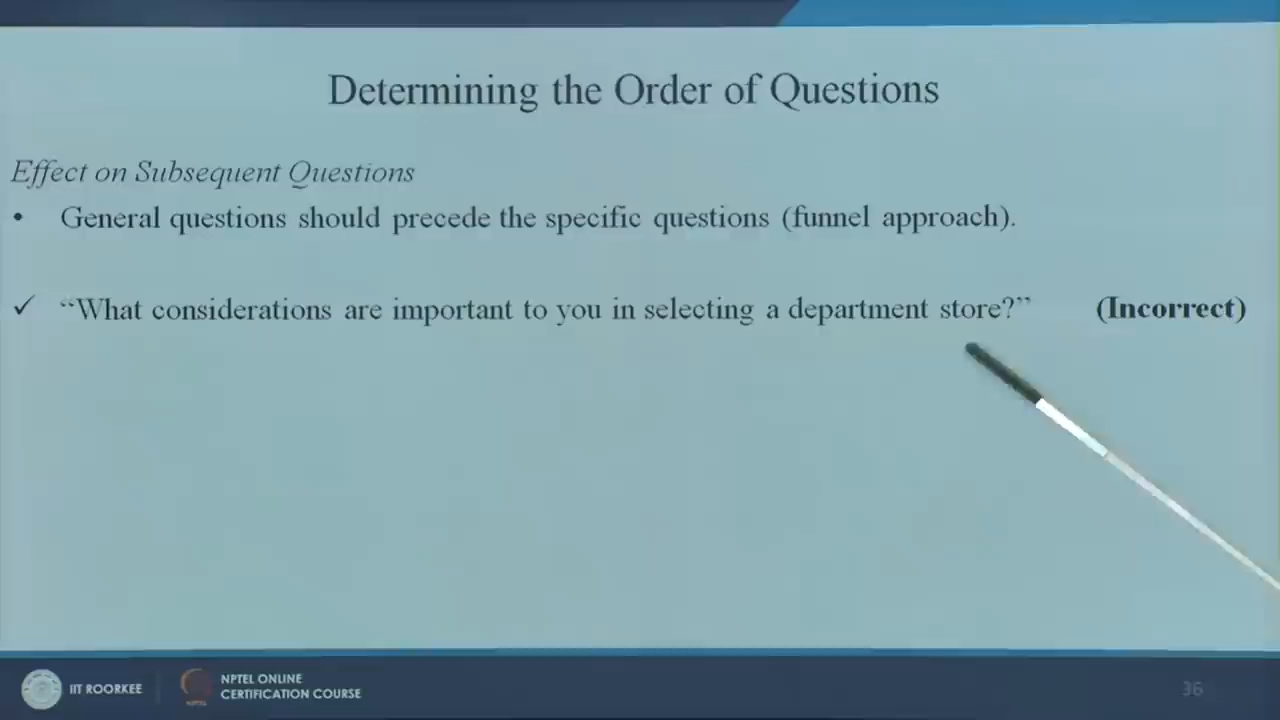 Determining the Order of Questions
Effect on Subsequent Questions
• General questions should precede the specific questions (funnel approach).
✓ “What considerations are important to you in selecting a department store?” (Incorrect)
IIT ROORKEE
NPTEL ONLINE
CERTIFICATION COURSE
36